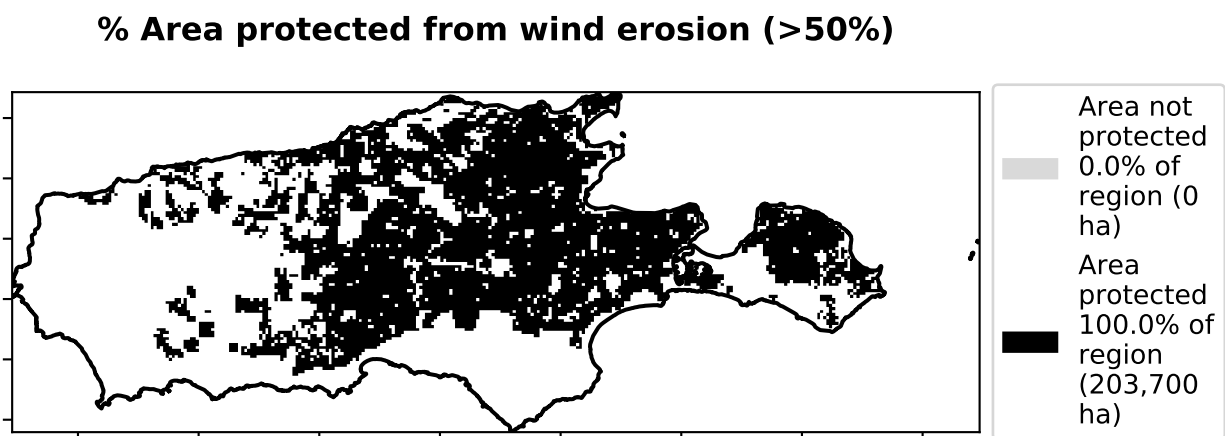 % Area protected from wind erosion (>50%)
Area not
protected
0.0% of
region (0
ha)
Area
protected
100.0% of
region
(203,700
ha)